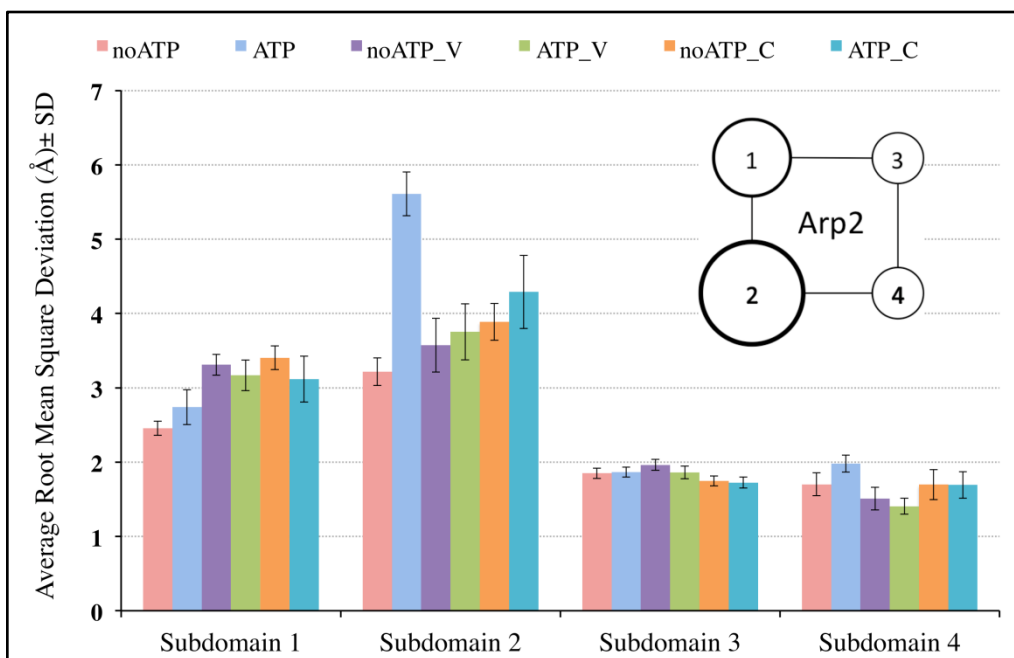 noATP ATP noATP_V ATP_V noATP_C ATP_C
Average Root Mean Square Deviation (Å)± SD
7
6
5
4
3
2
1
0
1 3
Arp2
2 4
Subdomain 1 Subdomain 2 Subdomain 3 Subdomain 4